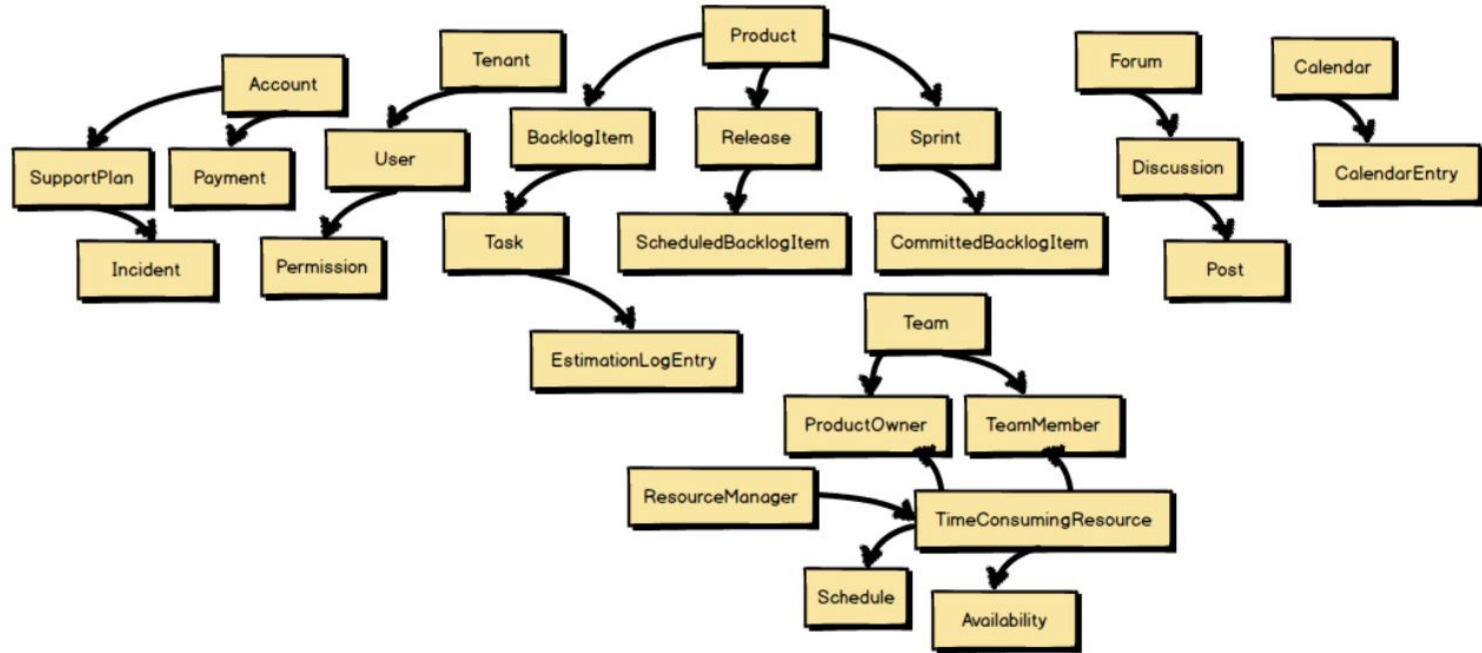 Product
Tenant
Forum
Calendar
Account
BacklogItem
Release
Sprint
User
Discussion
CalendarEntry
SupportPlan
Payment
Task
ScheduledBacklogItem
CommittedBacklogItem
Incident
Permission
Post
Team
EstimationLogEntry
ProductOwner
TeamMember
ResourceManager
TimeConsumingResource
Schedule
Availability